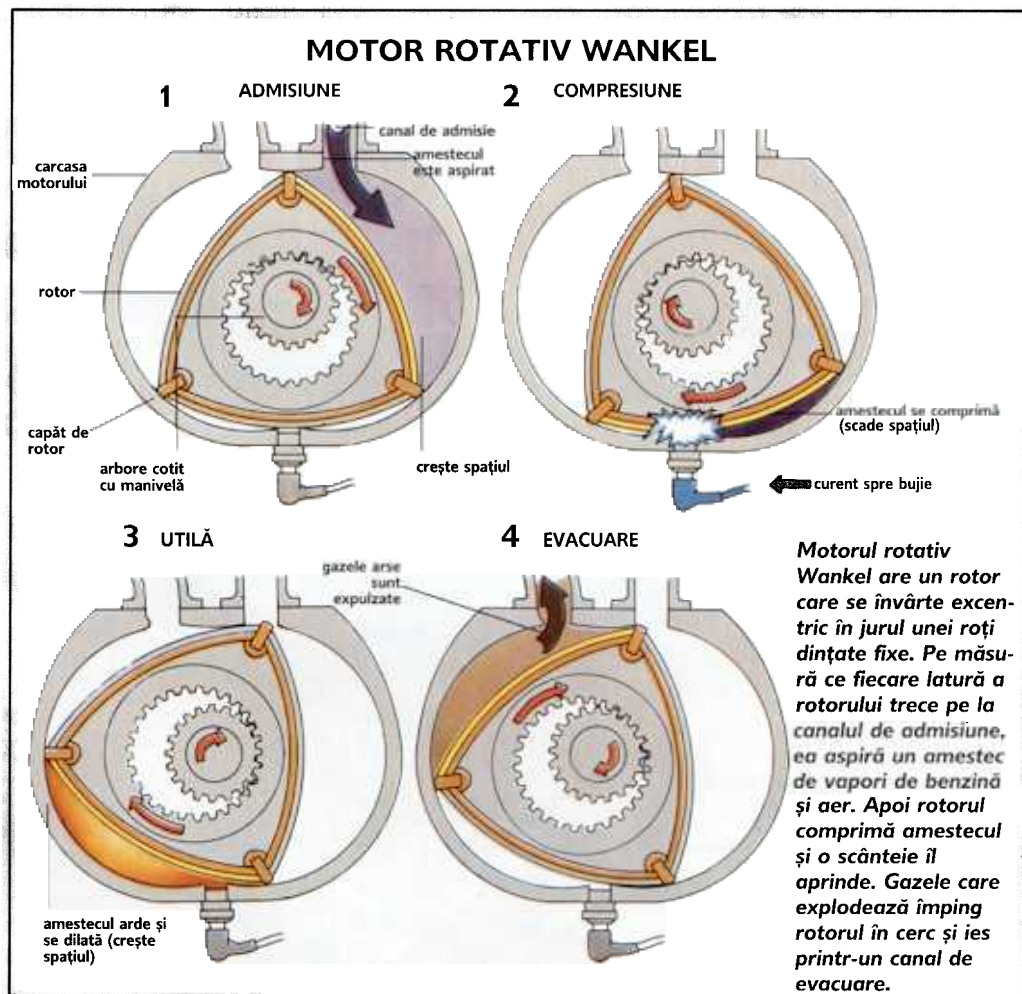 MOTOR ROTATIV WANKEL
1 ADMISIUNE
canal de admisie
amestecul
este aspirat
carcasa
motorului
rotor
capăt de
rotor
arbore cotit
cu manivelă
crește spațiul
2 COMPRESIUNE
amestecul se comprimă
(scade spațiul)
curent spre bujie
3 UTILĂ
amestecul arde și
se dilată (crește
spațiul)
4 EVACUARE
gazele arse
sunt
expulzate
Motorul rotativ
Wankel are un rotor
care se învârte excen-
tric în jurul unei roți
dințate fixe. Pe măsu-
ră ce fiecare latură a
rotorului trece pe la
canalul de admisiune,
ea aspiră un amestec
de vapori de benzină
și aer. Apoi rotorul
comprimă amestecul
și o scânteie îl
aprinde. Gazele care
explodează împing
rotorul în cerc și ies
printr-un canal de
evacuare.